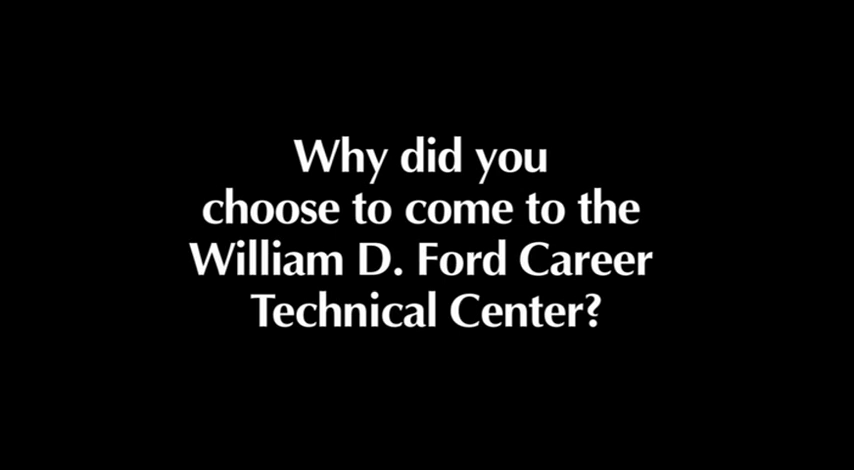 Why did you
choose to come to the
William D. Ford Career
Technical Center?